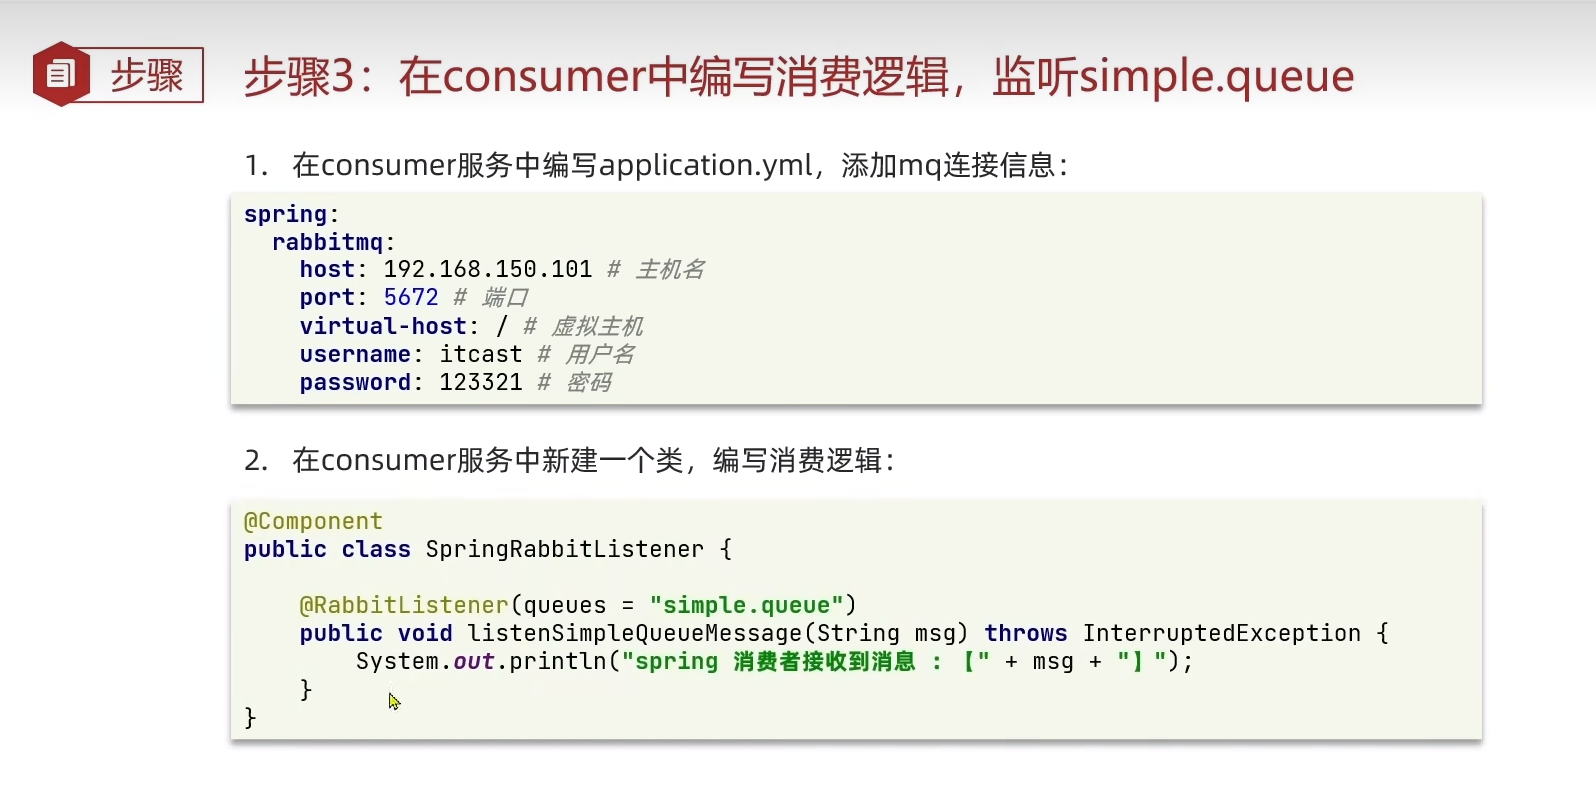 步骤
步骤3：在consumer中编写消费逻辑，监听simple.queue
1. 在consumer服务中编写application.yml，添加mq连接信息：
spring:
  rabbitmq:
    host: 192.168.150.101 # 主机名
    port: 5672 # 端口
    virtual-host: / # 虚拟主机
    username: itcast # 用户名
    password: 123321 # 密码
2. 在consumer服务中新建一个类，编写消费逻辑：
@Component
public class SpringRabbitListener {
    @RabbitListener(queues = "simple.queue")
    public void listenSimpleQueueMessage(String msg) throws InterruptedException {
        System.out.println("spring 消费者接收到消息 : 【" + msg + "】");
    }
}